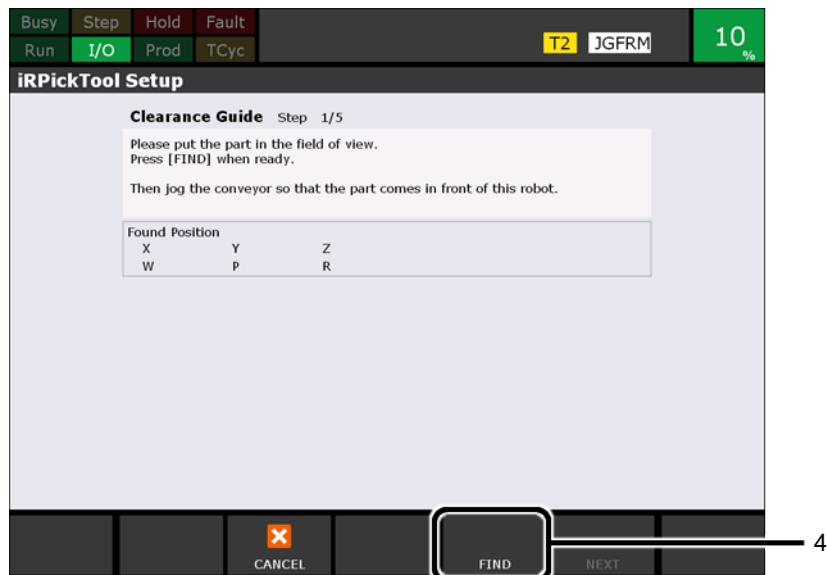 Busy Step Hold Fault
Run I/O Prod TCyc
T2 JGFRM
10
%
iRPickTool Setup
Clearance Guide Step 1/5
Please put the part in the field of view.
Press [FIND] when ready.
Then jog the conveyor so that the part comes in front of this robot.
Found Position
X Y Z
W P R
CANCEL FIND NEXT
4